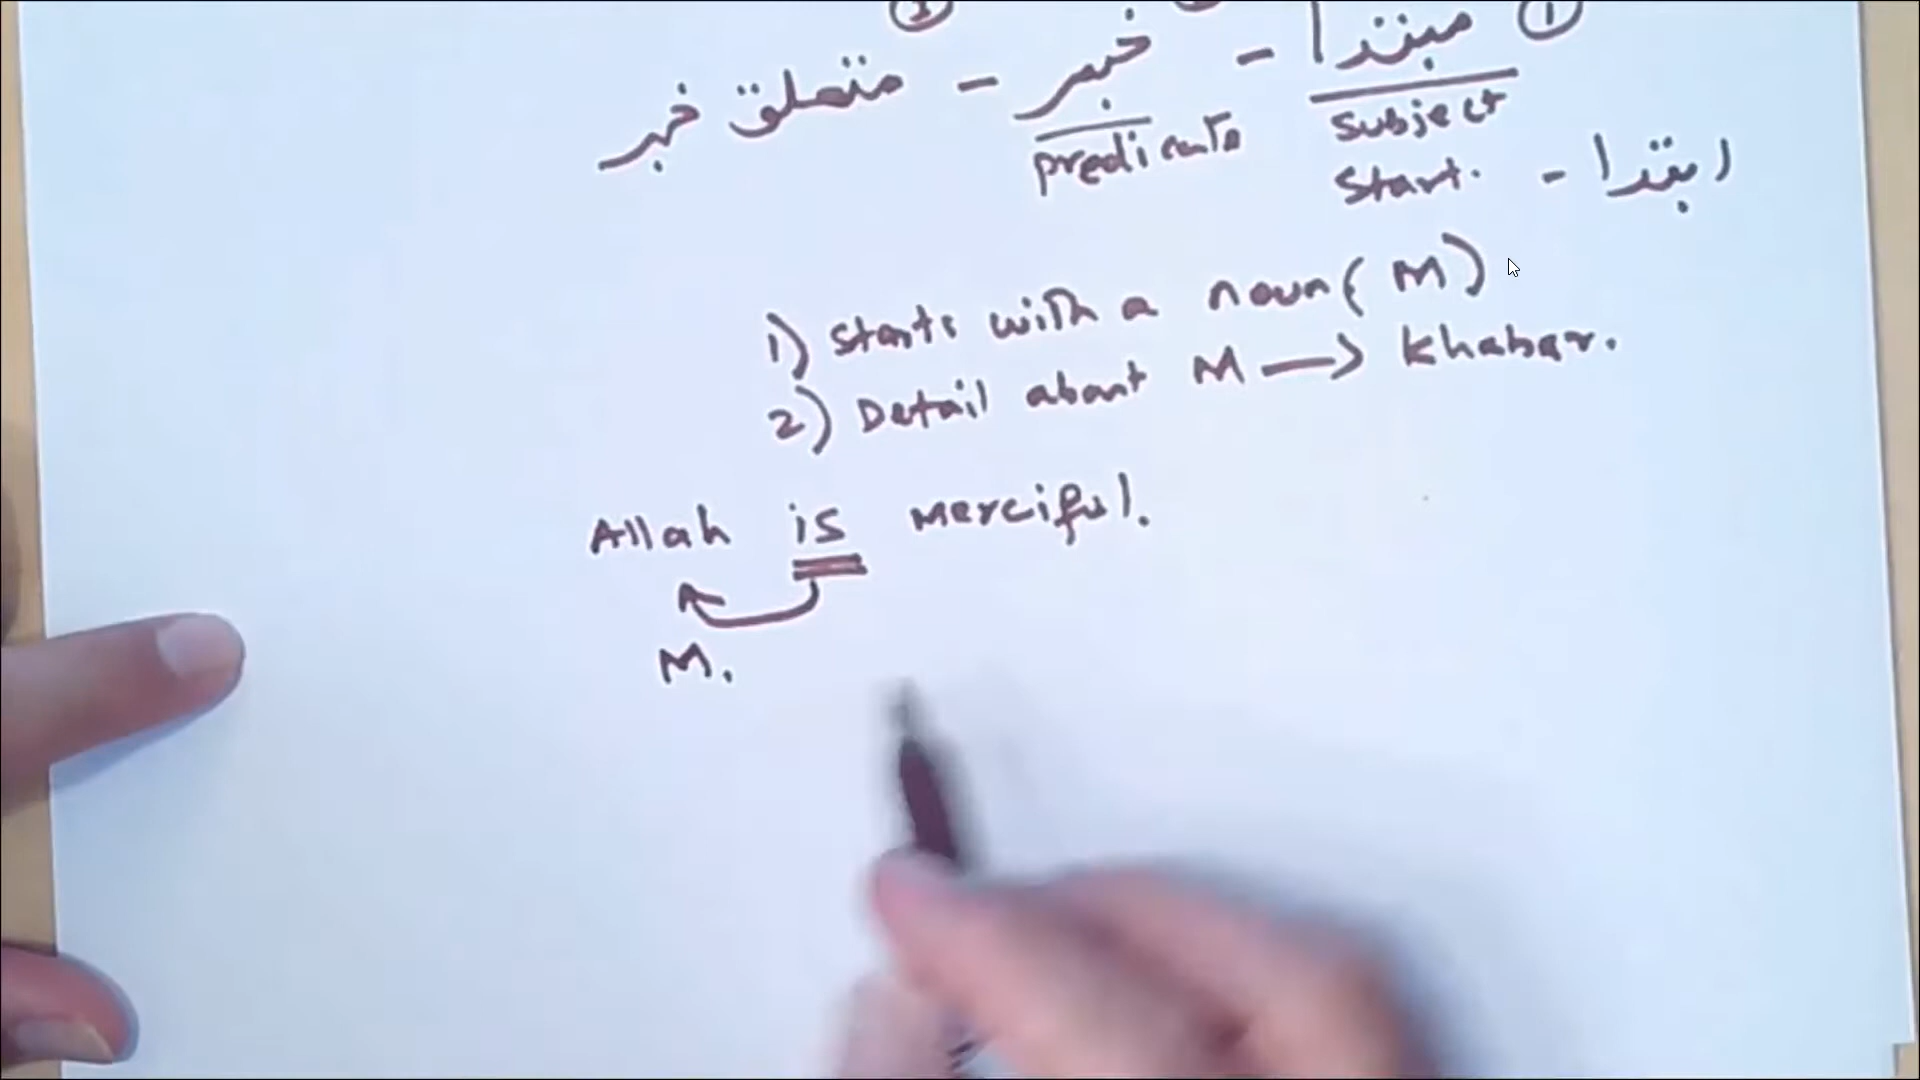 ① مبتدا - خبر - متعلق خبر
subject predicate
start. - ابتدا
1) starts with a noun (M)
2) Detail about M → khabar.
Allah is merciful.
M.